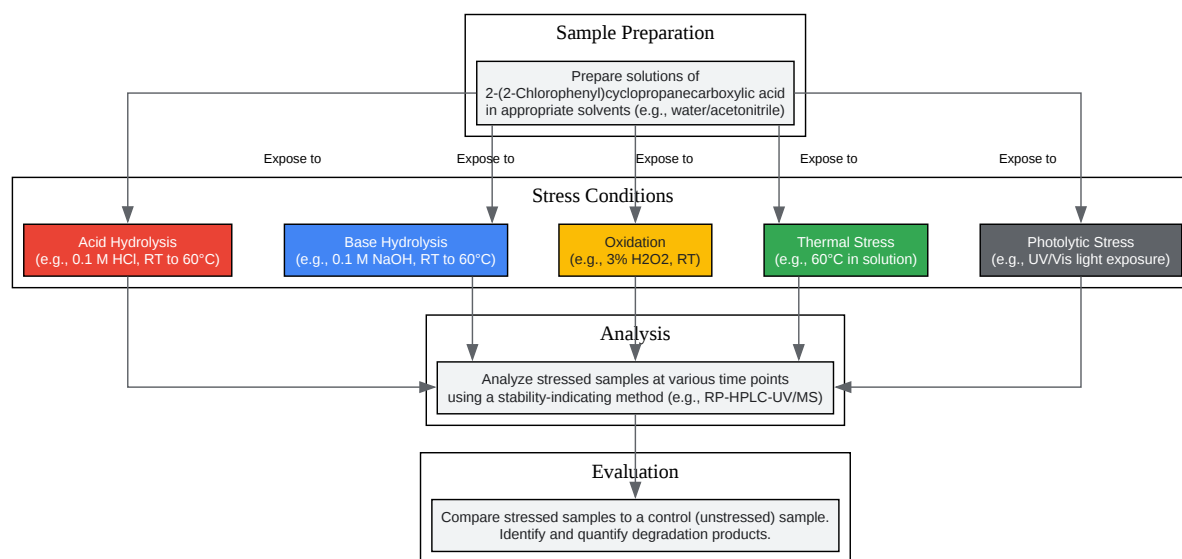 Sample Preparation
Prepare solutions of
2-(2-Chlorophenyl)cyclopropanecarboxylic acid
in appropriate solvents (e.g., water/acetonitrile)
Expose to
Expose to
Expose to
Expose to
Expose to
Stress Conditions
Acid Hydrolysis
(e.g., 0.1 M HCl, RT to 60°C)
Base Hydrolysis
(e.g., 0.1 M NaOH, RT to 60°C)
Oxidation
(e.g., 3% H2O2, RT)
Thermal Stress
(e.g., 60°C in solution)
Photolytic Stress
(e.g., UV/Vis light exposure)
Analysis
Analyze stressed samples at various time points
using a stability-indicating method (e.g., RP-HPLC-UV/MS)
Evaluation
Compare stressed samples to a control (unstressed) sample.
Identify and quantify degradation products.